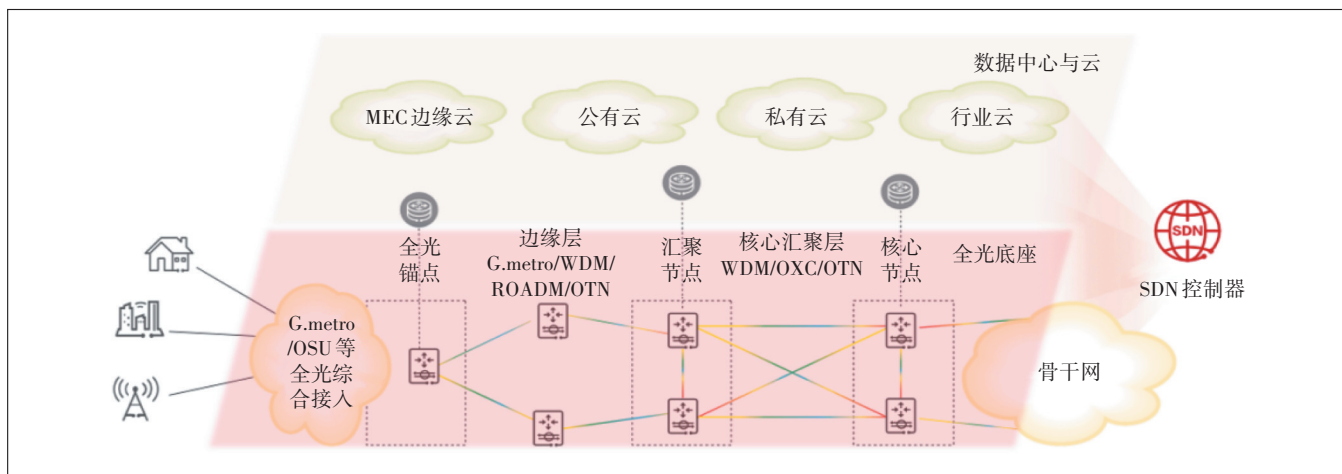 数据中心与云
MEC边缘云
公有云
私有云
行业云
SDN
SDN控制器
全光
锚点
边缘层
G.metro/WDM/
ROADM/OTN
汇聚
节点
核心汇聚层
WDM/OXC/OTN
核心
节点
全光底座
G.metro
/OSU等
全光综
合接入
骨干网